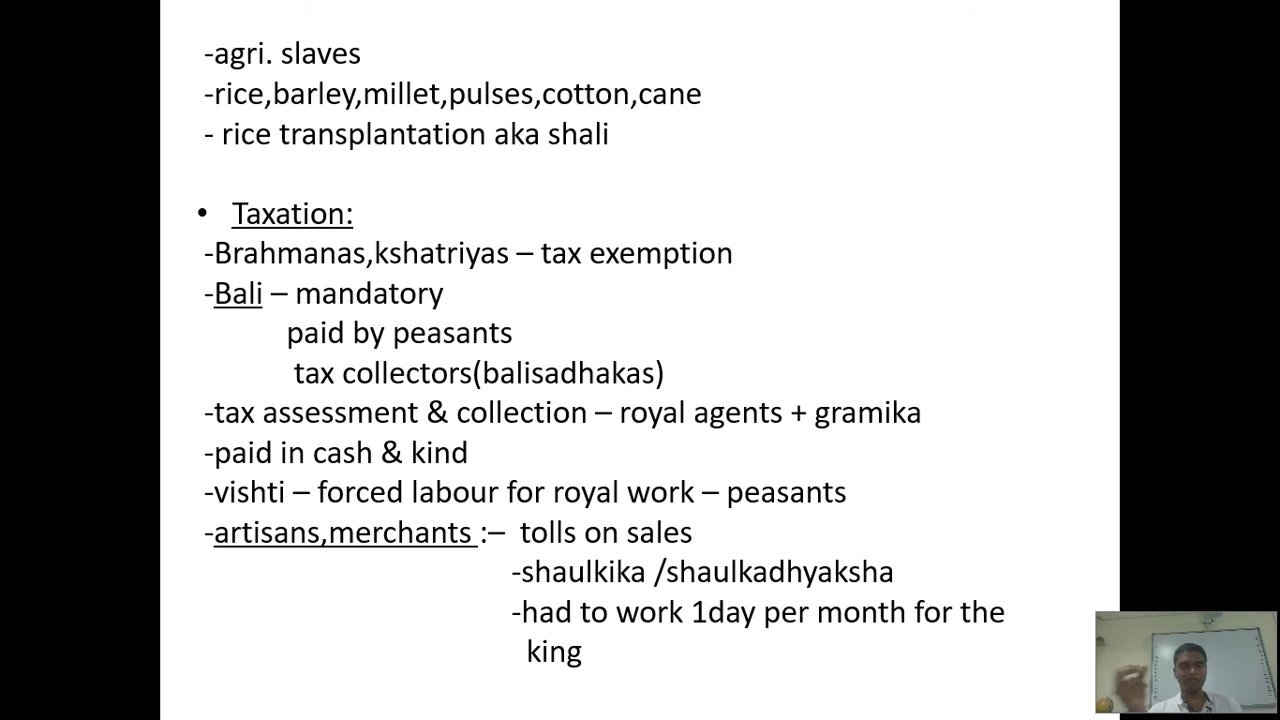 -agri. slaves
-rice,barley,millet,pulses,cotton,cane
- rice transplantation aka shali
• Taxation:
-Brahmanas,kshatriyas – tax exemption
-Bali – mandatory
paid by peasants
tax collectors(balisadhakas)
-tax assessment & collection – royal agents + gramika
-paid in cash & kind
-vishti – forced labour for royal work – peasants
-artisans,merchants :– tolls on sales
-shaulkika /shaulkadhyaksha
-had to work 1day per month for the
king